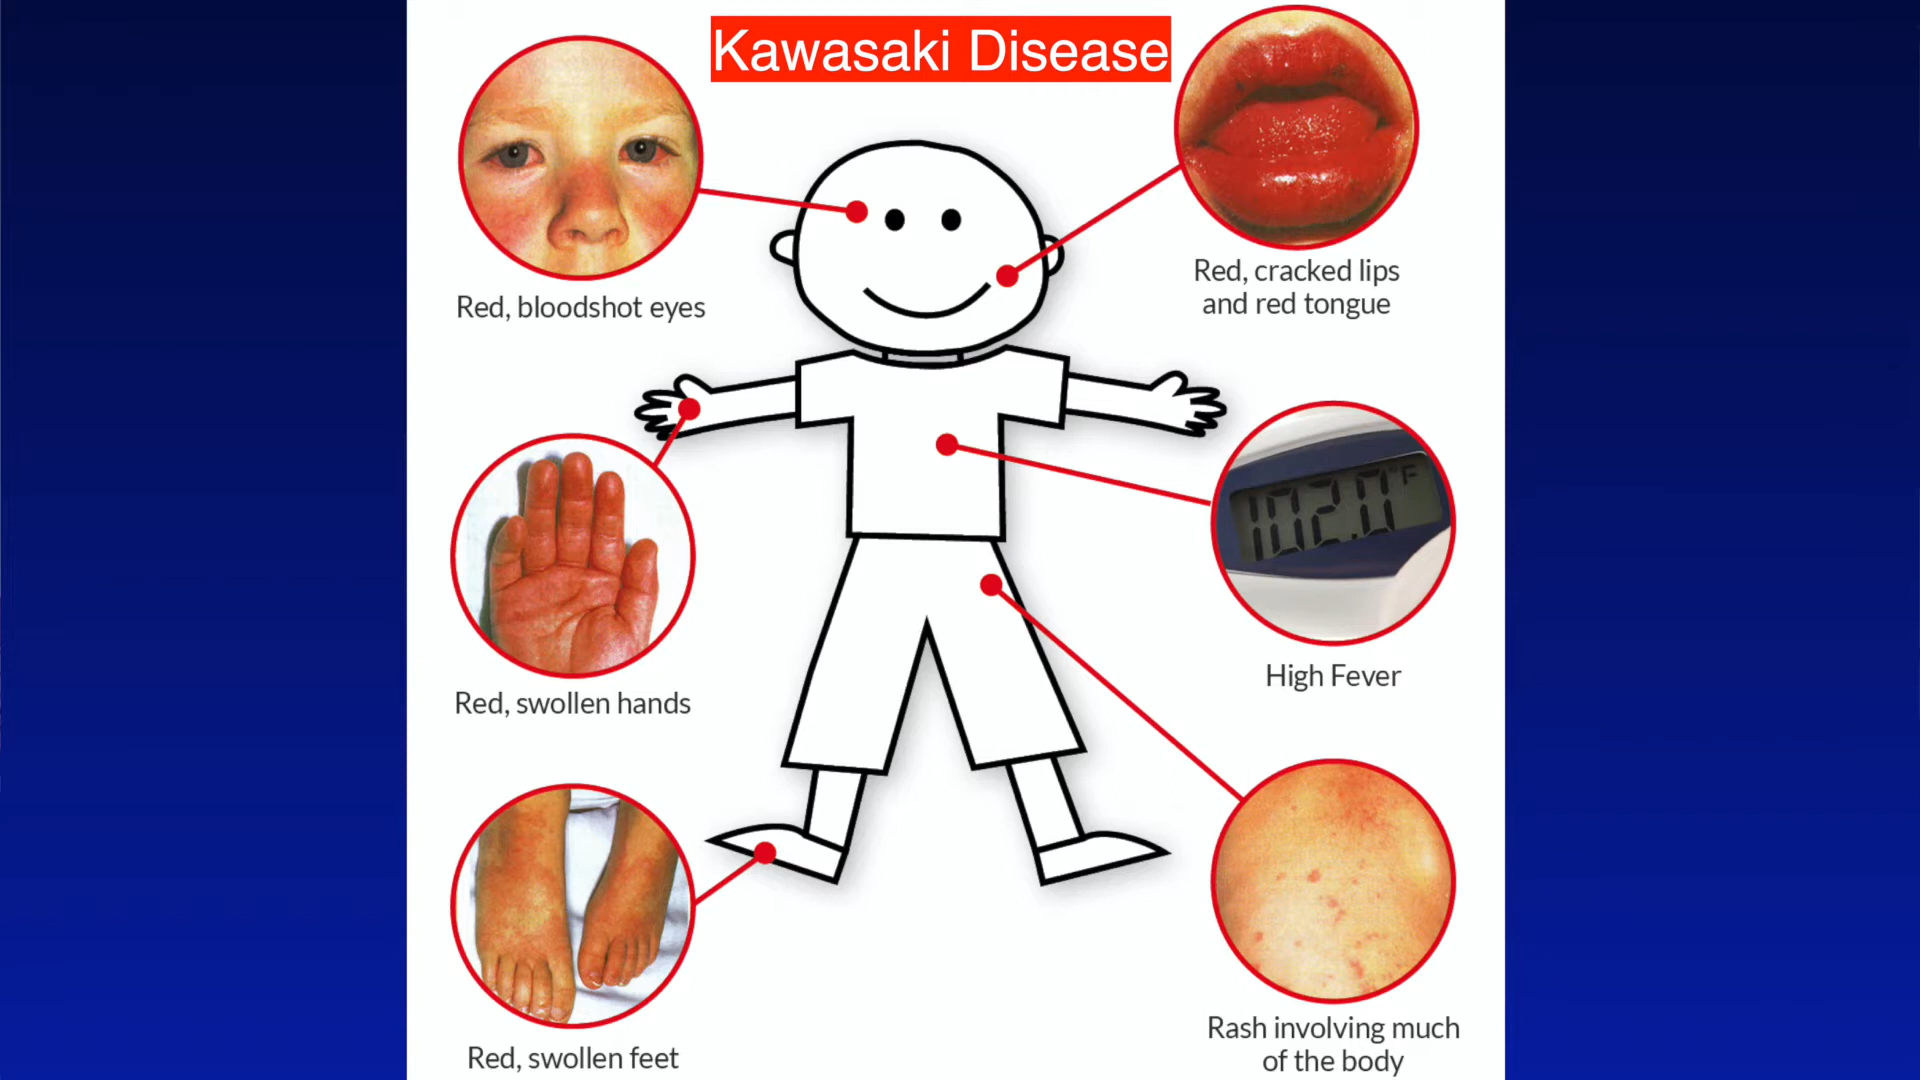 Kawasaki Disease
Red, bloodshot eyes
Red, cracked lips
and red tongue
Red, swollen hands
102.0°F
High Fever
Red, swollen feet
Rash involving much
of the body